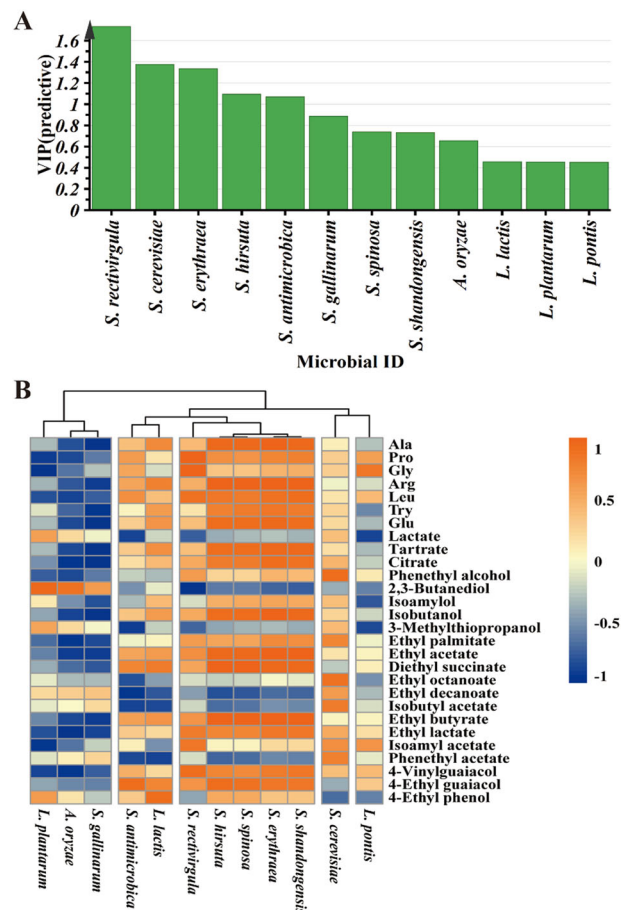 A
VIP(predictive)
1.6
1.4
1.2
1
0.8
0.6
0.4
0.2
0
S. rectivirgula
S. cerevisiae
S. erythraea
S. hirsuta
S. antimicrobica
S. gallinarum
S. spinosa
S. shandongensis
A. oryzae
L. lactis
L. plantarum
L. pontis
Microbial ID
B
Ala
Pro
Gly
Arg
Leu
Try
Glu
Lactate
Tartrate
Citrate
Phenethyl alcohol
2,3-Butanediol
Isoamylol
Isobutanol
3-Methylthiopropanol
Ethyl palmitate
Ethyl acetate
Diethyl succinate
Ethyl octanoate
Ethyl decanoate
Isobutyl acetate
Ethyl butyrate
Ethyl lactate
Isoamyl acetate
Phenethyl acetate
4-Vinylguaiacol
4-Ethyl guaiacol
4-Ethyl phenol
1
0.5
0
-0.5
-1
L. plantarum
A. oryzae
S. gallinarum
S. antimicrobica
L. lactis
S. rectivirgula
S. hirsuta
S. spinosa
S. erythraea
S. shandongensis
S. cerevisiae
L. pontis